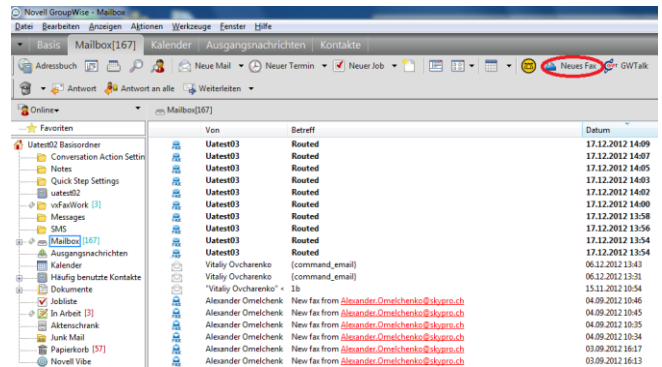 Novell GroupWise - Mailbox
Datei Bearbeiten Anzeigen Aktionen Werkzeuge Fenster Hilfe
Basis Mailbox[167] Kalender Ausgangsnachrichten Kontakte
Adressbuch Neue Mail Neuer Termin Neuer Job Neues Fax GWTalk
Antwort Antwort an alle Weiterleiten
Online Mailbox[167]
Favoriten Von Betreff Datum
Uatest02 Basisordner Uatest03 Routed 17.12.2012 14:09
Conversation Action Settin Uatest03 Routed 17.12.2012 14:07
Notes Uatest03 Routed 17.12.2012 14:05
Quick Step Settings Uatest03 Routed 17.12.2012 14:03
uatest02 Uatest03 Routed 17.12.2012 14:02
vxFaxWork [3] Uatest03 Routed 17.12.2012 14:00
Messages Uatest03 Routed 17.12.2012 13:58
SMS Uatest03 Routed 17.12.2012 13:56
Mailbox [167] Uatest03 Routed 17.12.2012 13:54
Ausgangsnachrichten Uatest03 Routed 17.12.2012 13:54
Kalender Vitaliy Ovcharenko {command_email} 06.12.2012 13:43
Häufig benutzte Kontakte Vitaliy Ovcharenko {command_email} 06.12.2012 13:31
Dokumente "Vitaliy Ovcharenko" < 1b 15.11.2012 10:54
Jobliste Alexander Omelchenk New fax from Alexander.Omelchenko@skypro.ch 04.09.2012 10:46
In Arbeit [3] Alexander Omelchenk New fax from Alexander.Omelchenko@skypro.ch 04.09.2012 10:45
Aktenschrank Alexander Omelchenk New fax from Alexander.Omelchenko@skypro.ch 04.09.2012 10:35
Junk Mail Alexander Omelchenk New fax from Alexander.Omelchenko@skypro.ch 04.09.2012 10:34
Papierkorb [57] Alexander Omelchenk New fax from Alexander.Omelchenko@skypro.ch 03.09.2012 16:17
Novell Vibe Alexander Omelchenk New fax from Alexander.Omelchenko@skypro.ch 03.09.2012 16:13